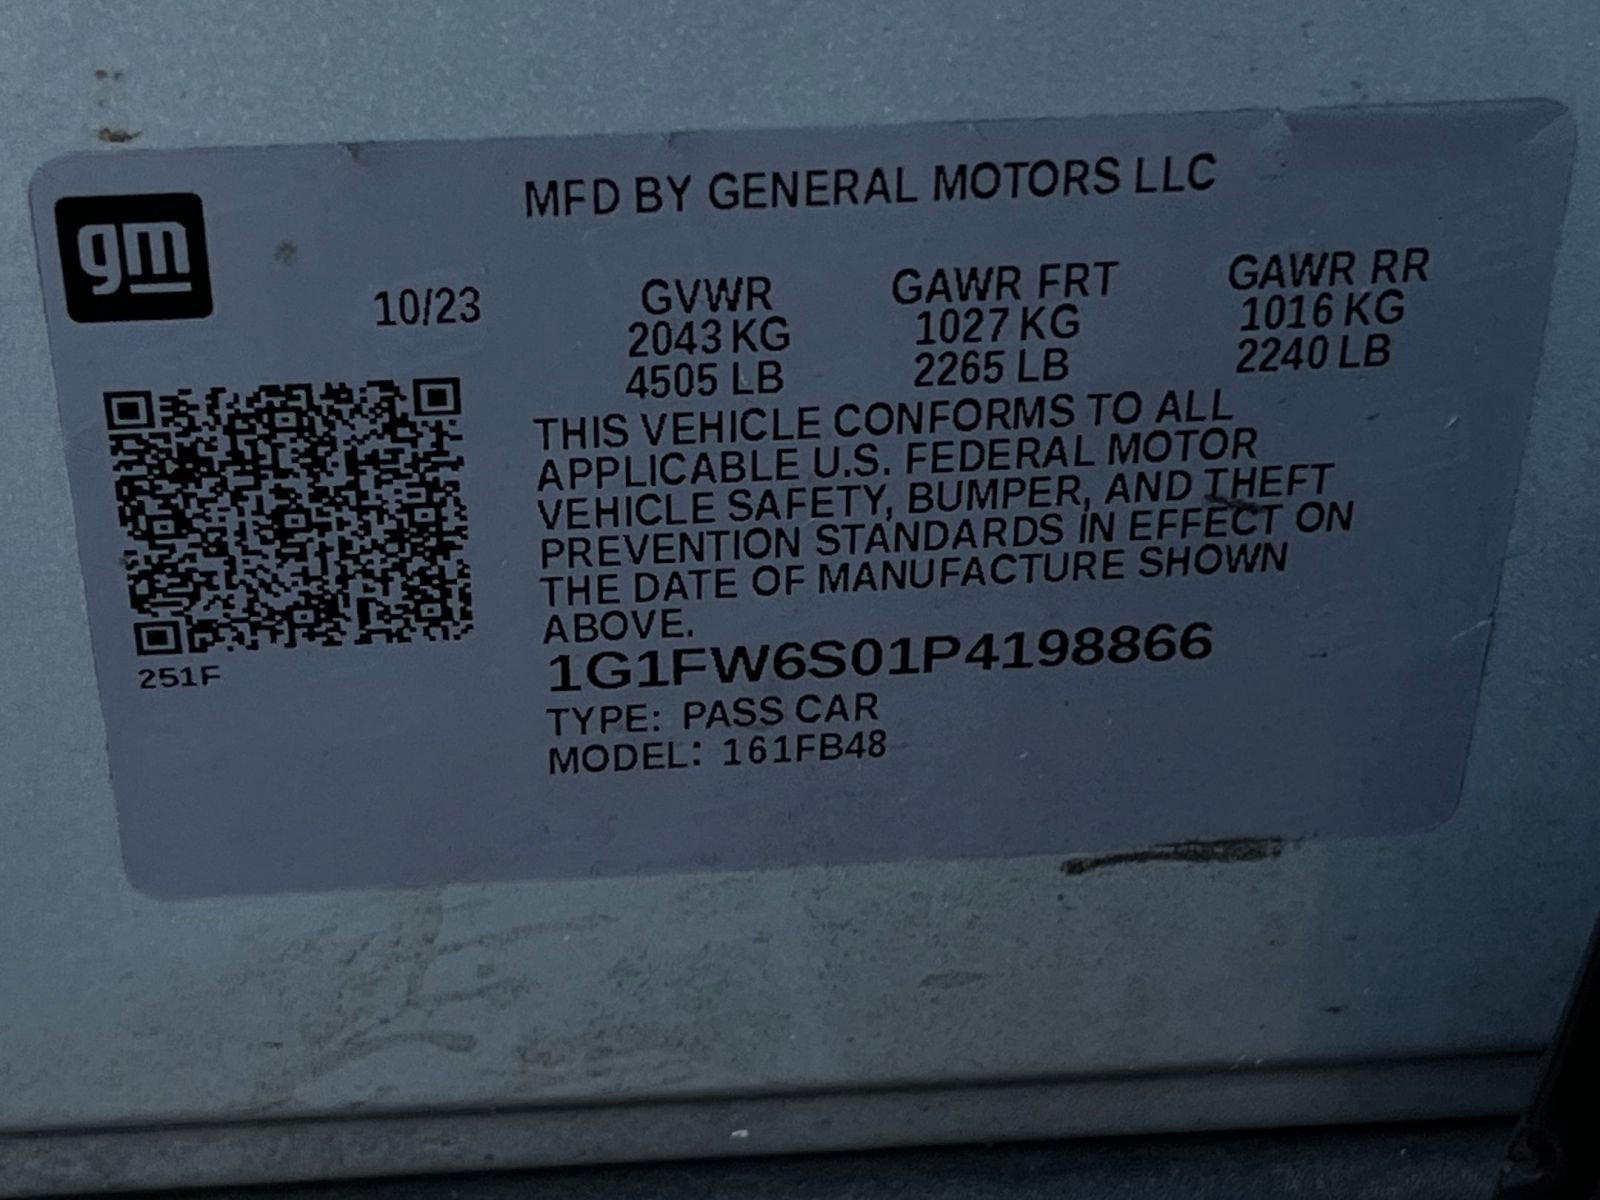 MFD BY GENERAL MOTORS LLC
gm
10/23
GVWR GAWR FRT GAWR RR
2043 KG 1027 KG 1016 KG
4505 LB 2265 LB 2240 LB
THIS VEHICLE CONFORMS TO ALL
APPLICABLE U.S. FEDERAL MOTOR
VEHICLE SAFETY, BUMPER, AND THEFT
PREVENTION STANDARDS IN EFFECT ON
THE DATE OF MANUFACTURE SHOWN
ABOVE.
251F
1G1FW6S01P4198866
TYPE: PASS CAR
MODEL: 161FB48